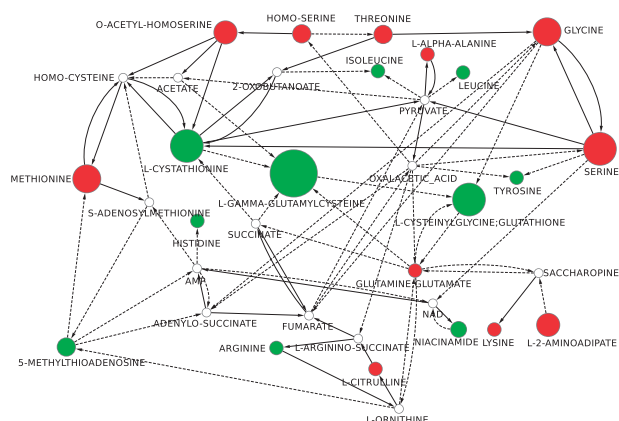 HOMO-SERINE
THREONINE
O-ACETYL-HOMOSERINE
GLYCINE
L-ALPHA-ALANINE
ISOLEUCINE
HOMO-CYSTEINE
ACETATE
2-OXOBUTANOATE
LEUCINE
PYRUVATE
L-CYSTATHIONINE
SERINE
METHIONINE
OXALACETIC_ACID
TYROSINE
L-GAMMA-GLUTAMYLCYSTEINE
S-ADENOSYLMETHIONINE
L-CYSTEINYLGLYCINE;GLUTATHIONE
SUCCINATE
HISTIDINE
AMP
GLUTAMINE;GLUTAMATE
SACCHAROPINE
NAD
ADENYLO-SUCCINATE
FUMARATE
NIACINAMIDE
LYSINE
L-2-AMINOADIPATE
ARGININE
L-ARGININO-SUCCINATE
5-METHYLTHIOADENOSINE
L-CITRULLINE
L-ORNITHINE